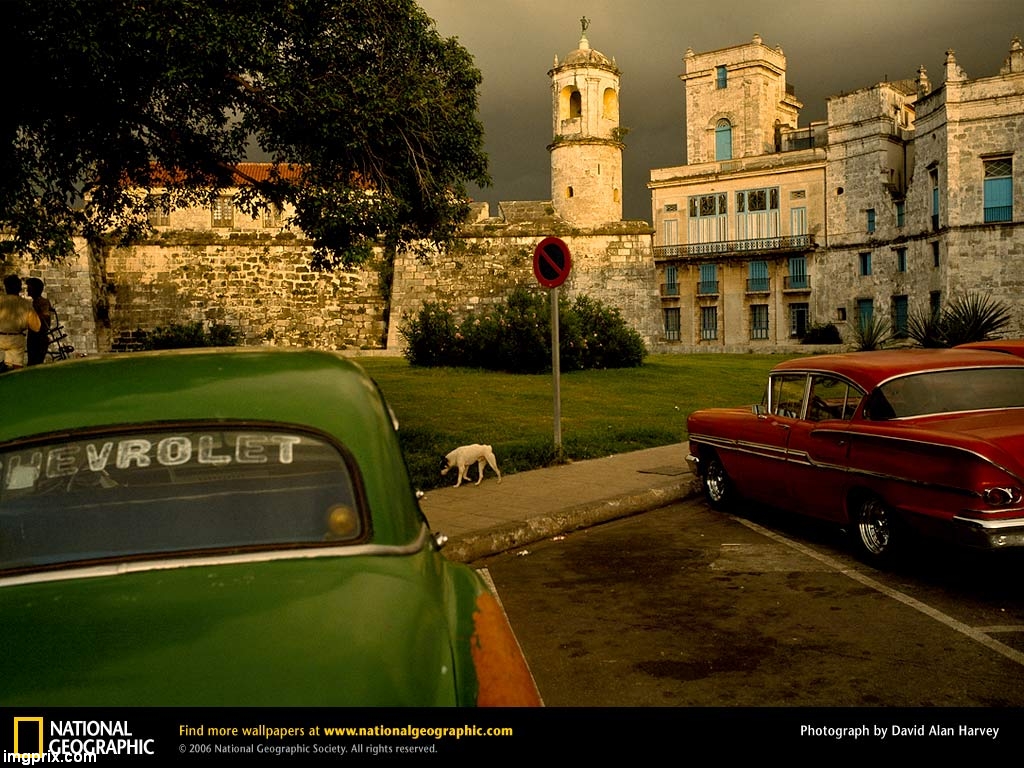 HEVROLET
NATIONAL
GEOGRAPHIC
Find more wallpapers at www.nationalgeographic.com
© 2006 National Geographic Society. All rights reserved.
Photograph by David Alan Harvey
imgprix.com